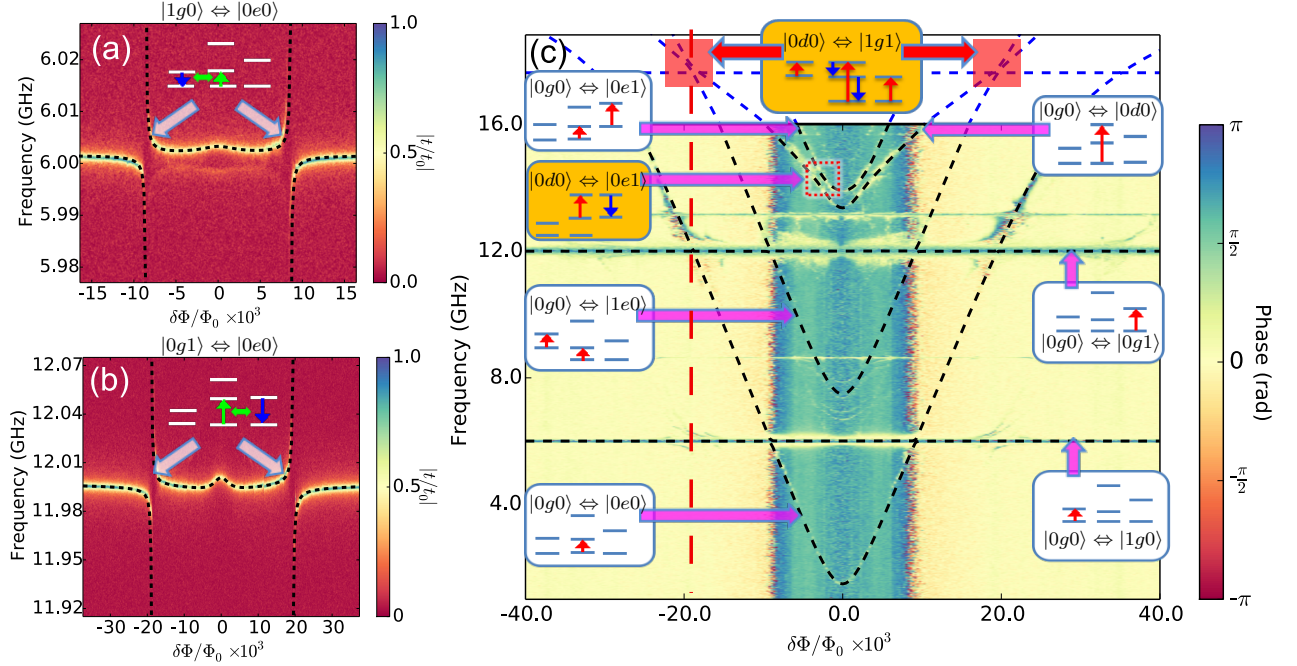 |1g0⟩ ⇔ |0e0⟩
(a)
Frequency (GHz)
6.02
6.01
6.00
5.99
5.98
-15 -10 -5 0 5 10 15
δΦ/Φ₀ ×10³
1.0
0.5
0.0
|t/t₀|
|0g1⟩ ⇔ |0e0⟩
(b)
Frequency (GHz)
12.07
12.04
12.01
11.98
11.95
11.92
-30 -20 -10 0 10 20 30
δΦ/Φ₀ ×10³
1.0
0.5
0
|t/t₀|
(c)
|0d0⟩ ⇔ |1g1⟩
|0g0⟩ ⇔ |0e1⟩
|0g0⟩ ⇔ |0d0⟩
|0d0⟩ ⇔ |0e1⟩
|0g0⟩ ⇔ |1e0⟩
|0g0⟩ ⇔ |0g1⟩
|0g0⟩ ⇔ |0e0⟩
|0g0⟩ ⇔ |1g0⟩
Frequency (GHz)
16.0
12.0
8.0
4.0
-40.0 -20.0 0.0 20.0 40.0
δΦ/Φ₀ ×10³
π
π/2
0
-π/2
-π
Phase (rad)